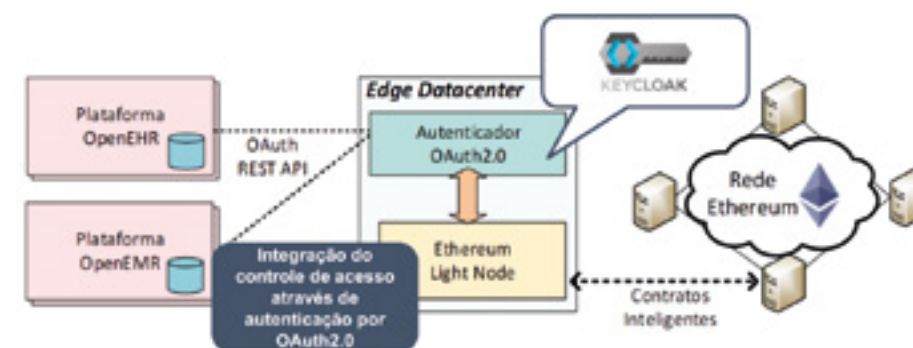 KEYCLOAK
Edge Datacenter
Plataforma
OpenEHR
OAuth
REST API
Autenticador
OAuth2.0
Rede
Ethereum
Plataforma
OpenEMR
Integração do
controle de acesso
através de
autenticação por
OAuth2.0
Ethereum
Light Node
Contratos
Inteligentes